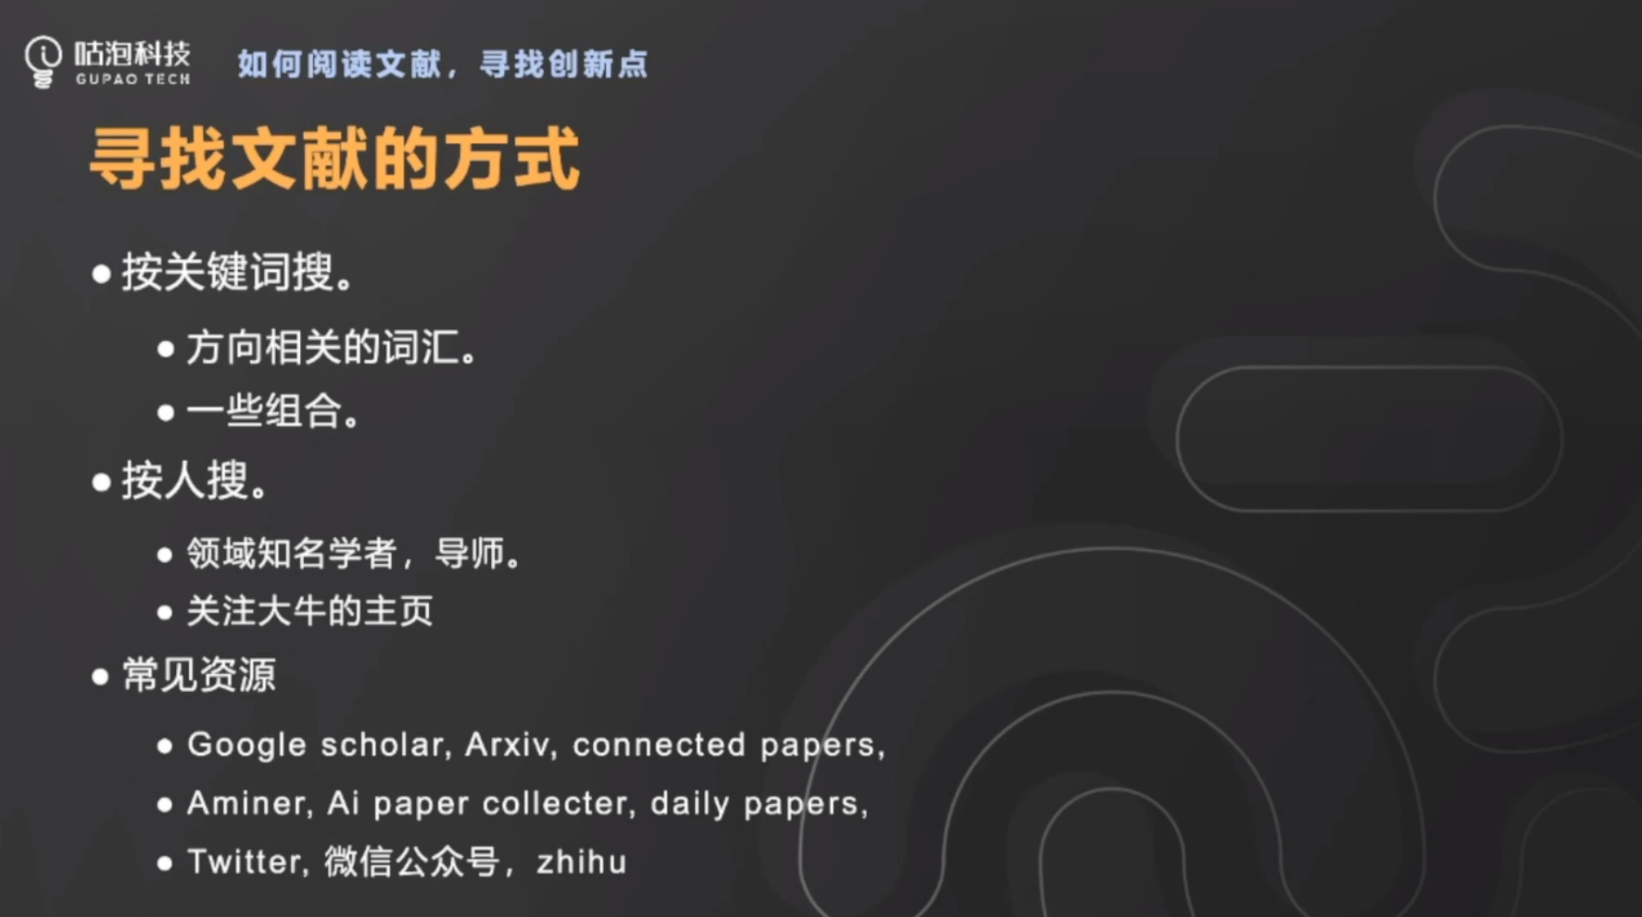 咕泡科技
GUPAO TECH
如何阅读文献，寻找创新点
寻找文献的方式
● 按关键词搜。
● 方向相关的词汇。
● 一些组合。
● 按人搜。
● 领域知名学者，导师。
● 关注大牛的主页
● 常见资源
● Google scholar, Arxiv, connected papers,
● Aminer, Ai paper collecter, daily papers,
● Twitter, 微信公众号，zhihu